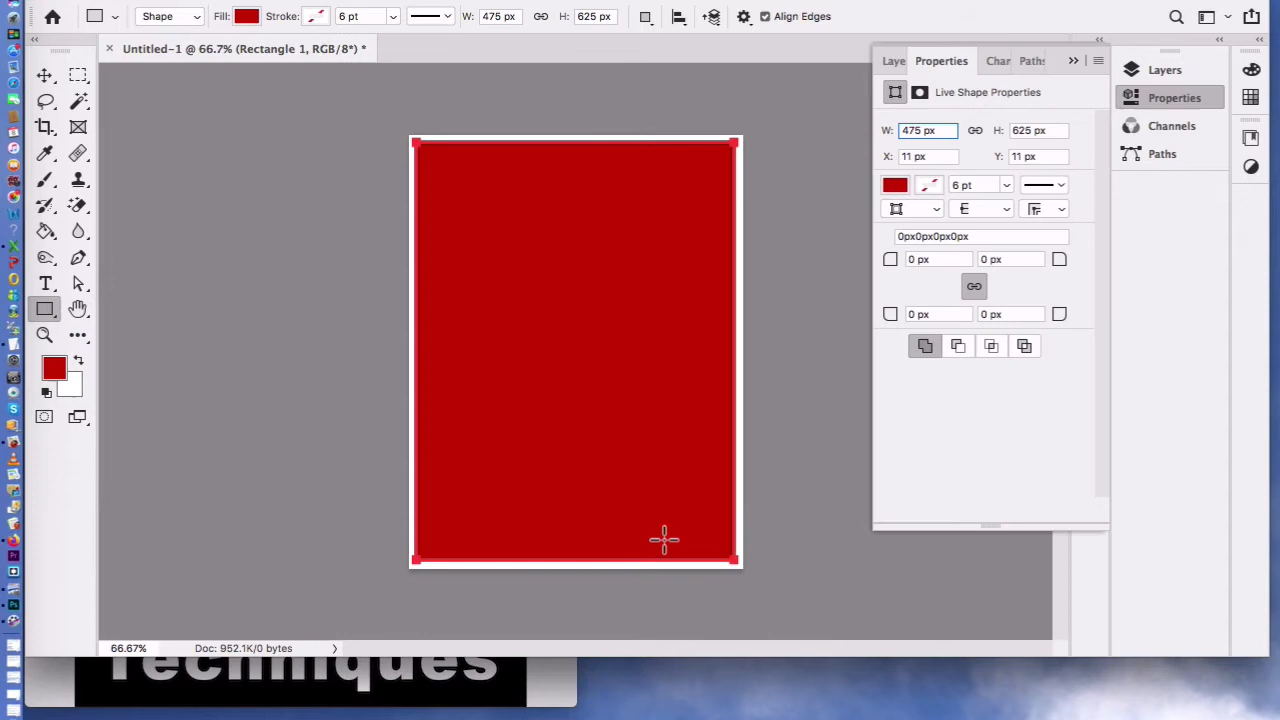 Shape Fill: Stroke: 6 pt W: 475 px H: 625 px Align Edges
× Untitled-1 @ 66.7% (Rectangle 1, RGB/8*) *
Laye Properties Char Paths
Live Shape Properties
W: 475 px H: 625 px
X: 11 px Y: 11 px
6 pt
0px0px0px0px
0 px 0 px
0 px 0 px
Layers
Properties
Channels
Paths
T
66.67% Doc: 952.1K/0 bytes
Techniques